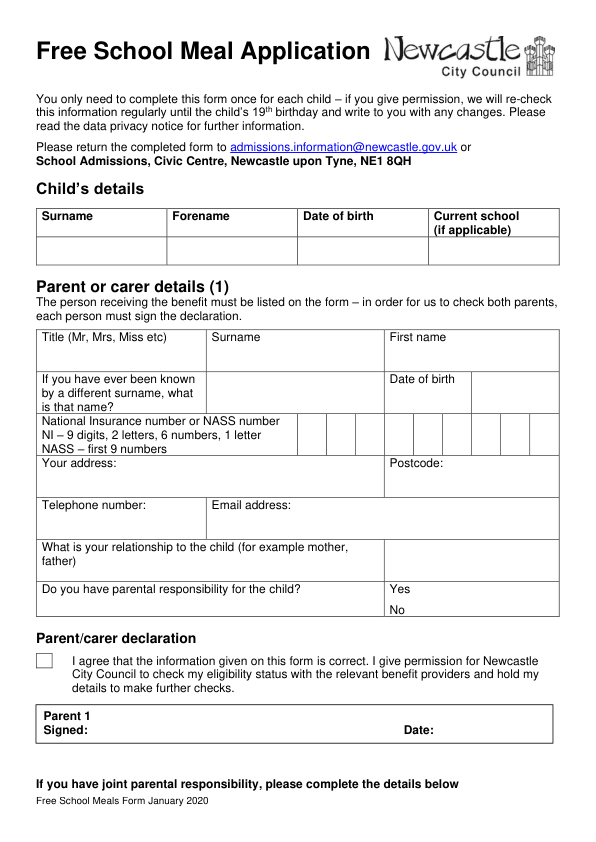 Free School Meal Application
Newcastle
City Council
You only need to complete this form once for each child – if you give permission, we will re-check
this information regularly until the child's 19th birthday and write to you with any changes. Please
read the data privacy notice for further information.
Please return the completed form to admissions.information@newcastle.gov.uk or
School Admissions, Civic Centre, Newcastle upon Tyne, NE1 8QH
Child's details
Surname Forename Date of birth Current school
(if applicable)
Parent or carer details (1)
The person receiving the benefit must be listed on the form – in order for us to check both parents,
each person must sign the declaration.
Title (Mr, Mrs, Miss etc) Surname First name
If you have ever been known Date of birth
by a different surname, what
is that name?
National Insurance number or NASS number
NI – 9 digits, 2 letters, 6 numbers, 1 letter
NASS – first 9 numbers
Your address: Postcode:
Telephone number: Email address:
What is your relationship to the child (for example mother,
father)
Do you have parental responsibility for the child? Yes
No
Parent/carer declaration
I agree that the information given on this form is correct. I give permission for Newcastle
City Council to check my eligibility status with the relevant benefit providers and hold my
details to make further checks.
Parent 1
Signed: Date:
If you have joint parental responsibility, please complete the details below
Free School Meals Form January 2020